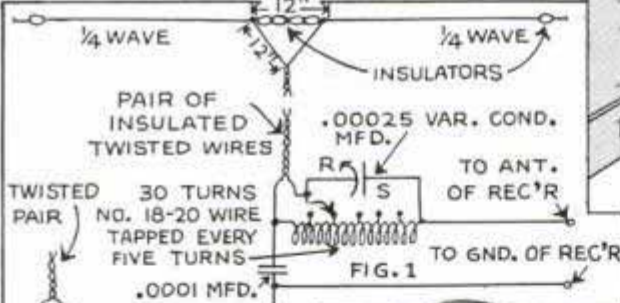 12"
¼ WAVE
12"
¼ WAVE
INSULATORS
PAIR OF
INSULATED
TWISTED WIRES
.00025 VAR. COND.
MFD.
R
S
TO ANT.
OF REC'R
TWISTED
PAIR
30 TURNS
NO. 18-20 WIRE
TAPPED EVERY
FIVE TURNS
FIG. 1
TO GND. OF REC'R
.0001 MFD.